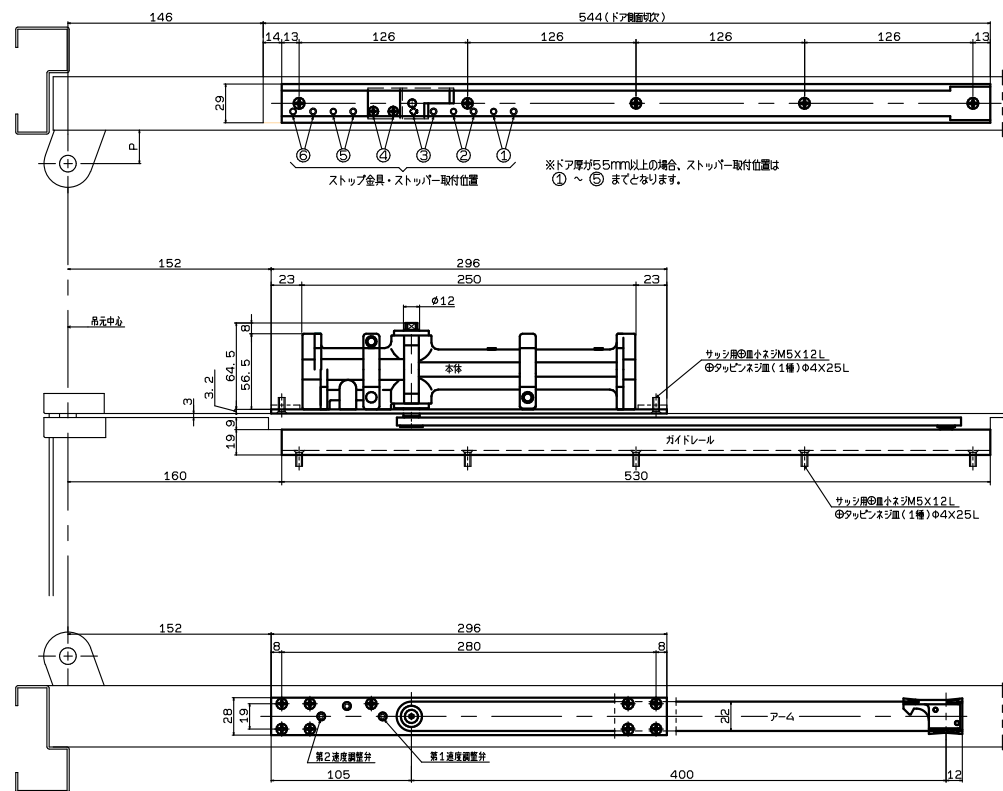 146
544(ドア側面切欠)
14
13
126
126
126
126
13
29
P
⑥ ⑤ ④ ③ ② ①
ストップ金具・ストッパー取付位置
※ドア厚が55mm以上の場合、ストッパー取付位置は
① ~ ⑤ までとなります。
152
296
23
250
23
φ12
吊元中心
8
64.5
56.5
3.2
3
本体
サッシ用⊕皿小ネジM5X12L
⊕タッピンネジ皿(1種)Φ4X25L
9
19
ガイドレール
160
530
サッシ用⊕皿小ネジM5X12L
⊕タッピンネジ皿(1種)Φ4X25L
152
296
8
280
8
28
19
22
アーム
第2速度調整弁
第1速度調整弁
105
400
12